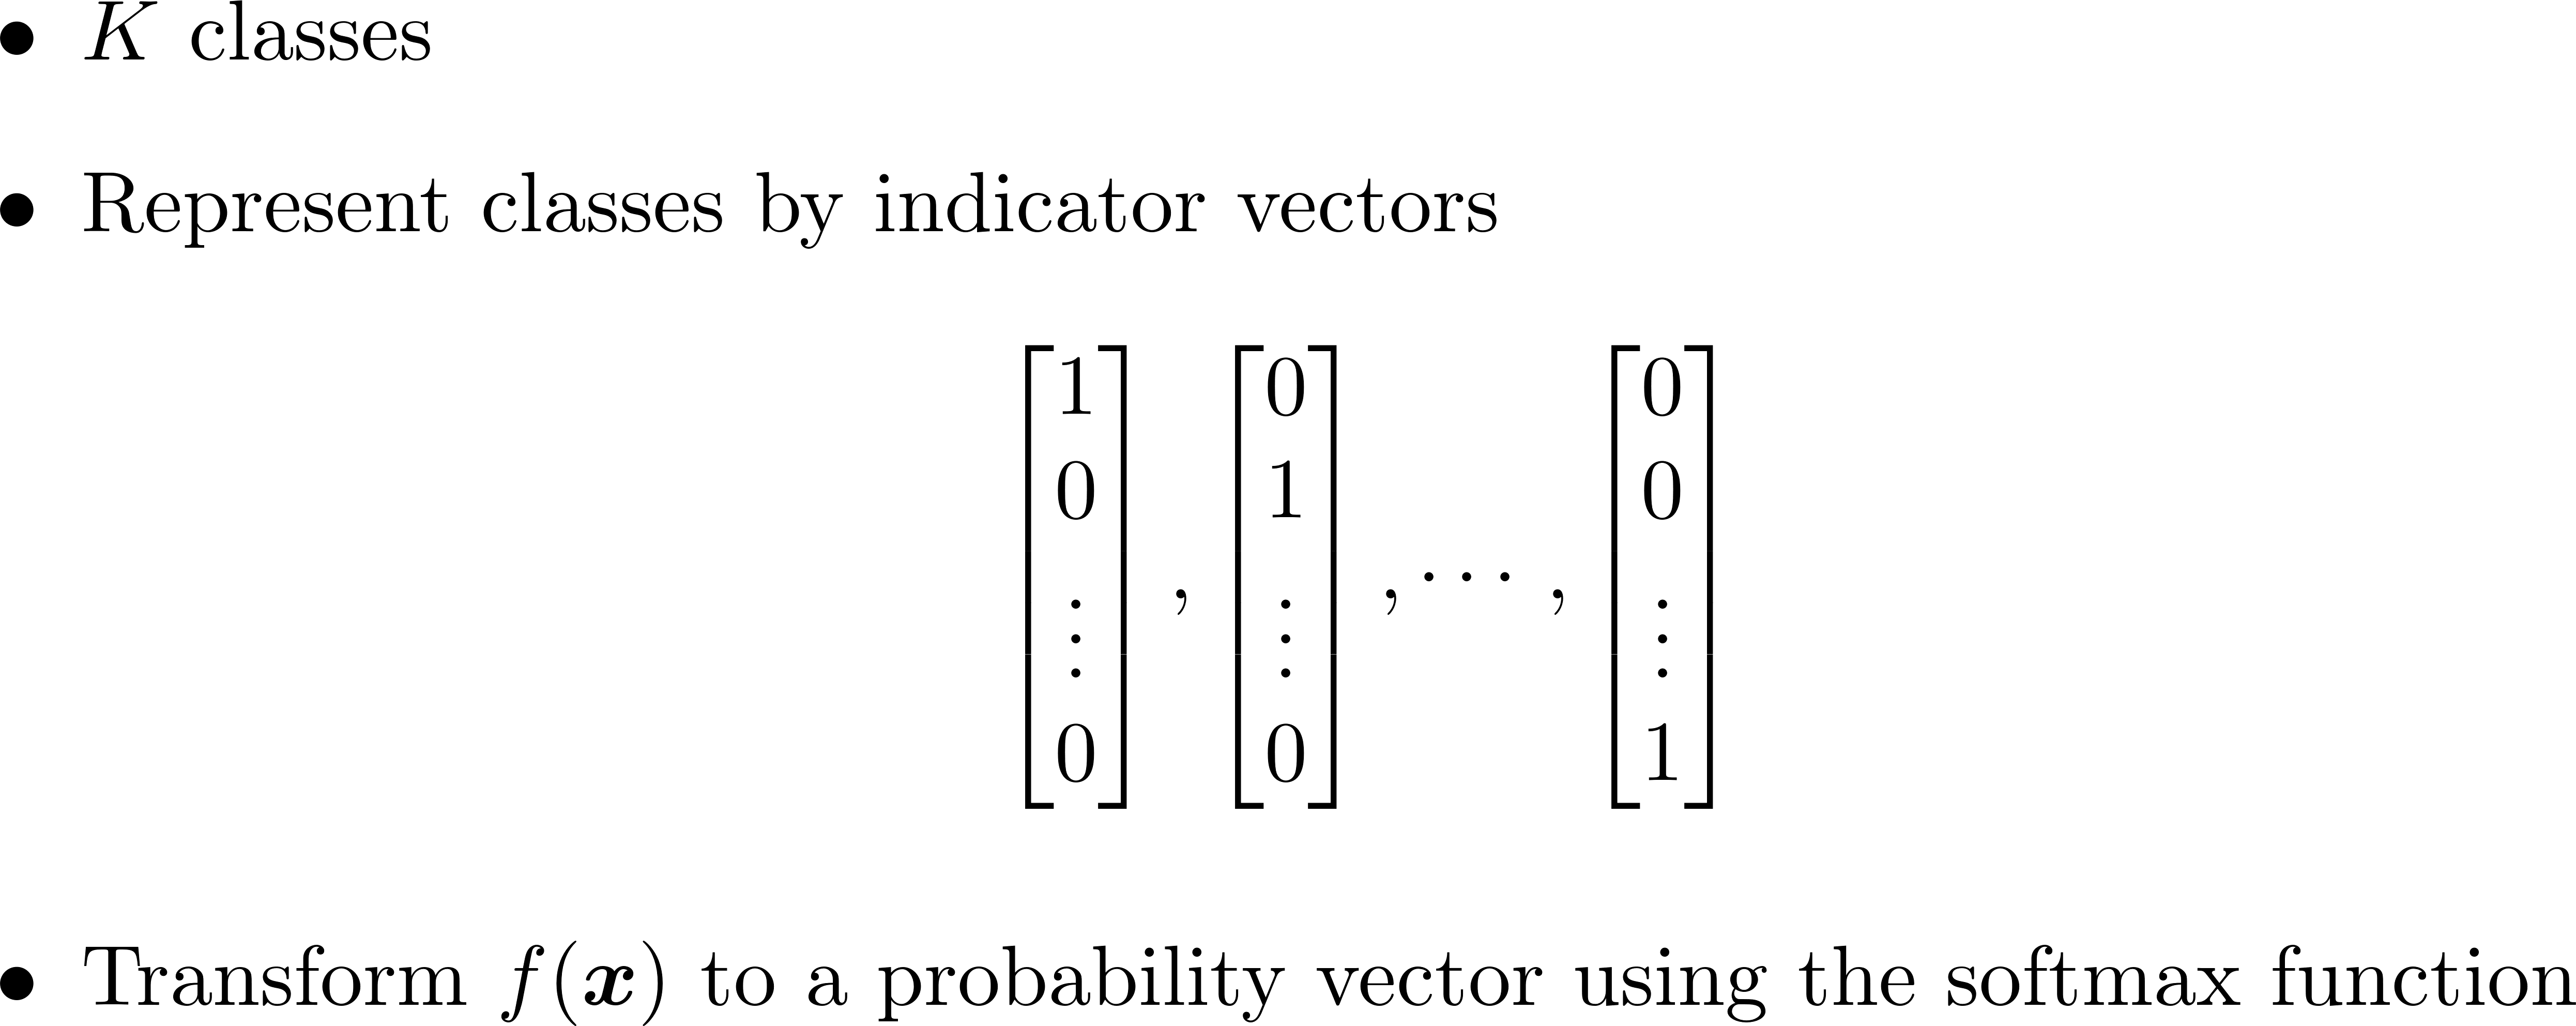 • K classes
• Represent classes by indicator vectors
[1 0 ⋮ 0], [0 1 ⋮ 0], ⋯, [0 0 ⋮ 1]
• Transform f(x) to a probability vector using the softmax function